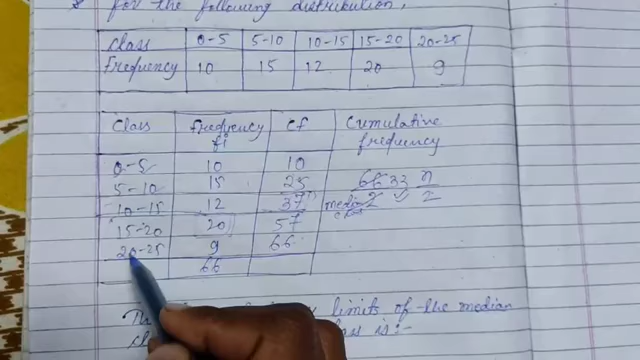 for the following distribution,
Class 0-5 5-10 10-15 15-20 20-25
Frequency 10 15 12 20 9
Class Frequency fi Cf Cumulative frequency
0-5 10 10
5-10 15 25 66 33 n
2 2
10-15 12 37 median class
15-20 20 57
20-25 9 66
66
limits of the median
is:-